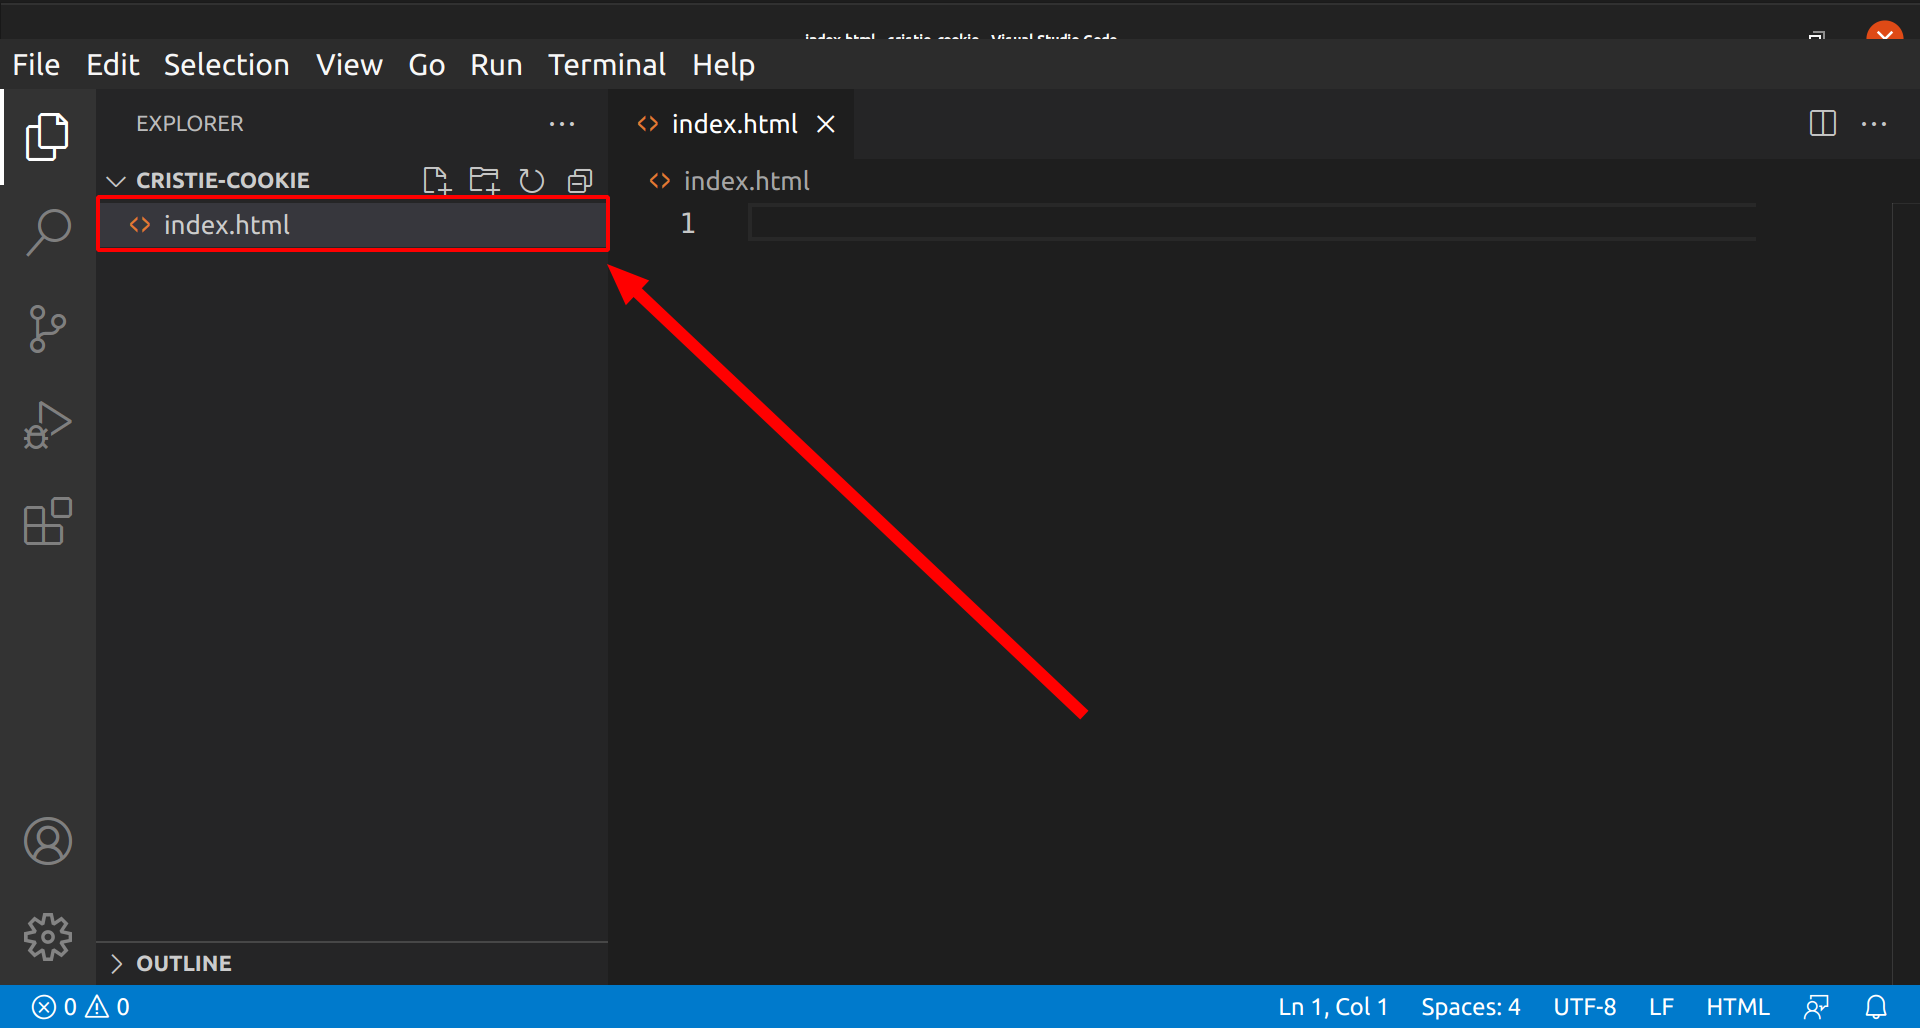 index.html - cristie-cookie - Visual Studio Code
File Edit Selection View Go Run Terminal Help
EXPLORER
index.html
CRISTIE-COOKIE
index.html
index.html
1
OUTLINE
0 0 Ln 1, Col 1 Spaces: 4 UTF-8 LF HTML